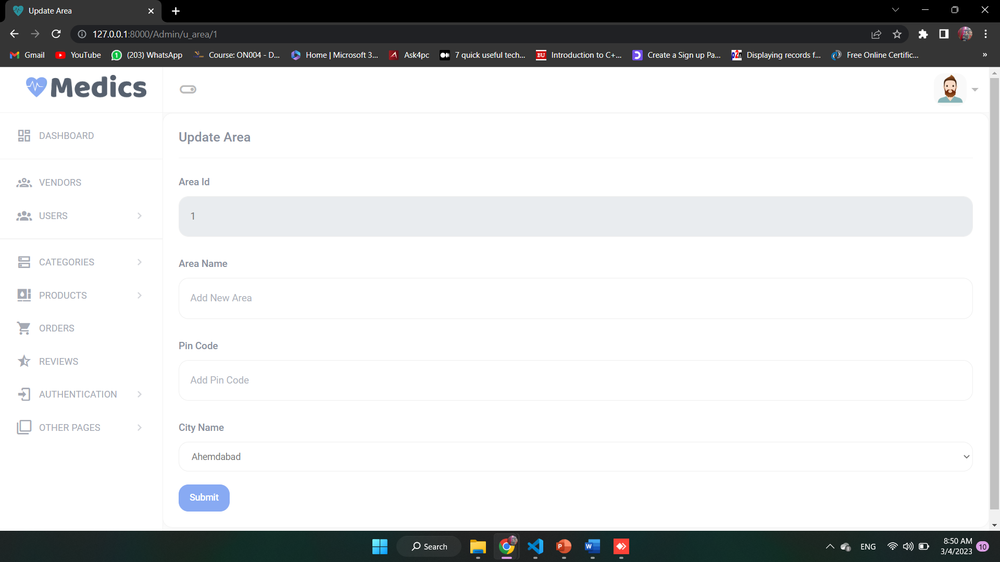 Update Area
127.0.0.1:8000/Admin/u_area/1
Gmail
YouTube
(203) WhatsApp
Course: ON004 - D...
Home | Microsoft 3...
Ask4pc
7 quick useful tech...
BU
Introduction to C+...
Create a Sign up Pa...
p2n
Displaying records f...
Free Online Certific...
»
Medics
DASHBOARD
VENDORS
USERS
CATEGORIES
PRODUCTS
ORDERS
REVIEWS
AUTHENTICATION
OTHER PAGES
Update Area
Area Id
1
Area Name
Add New Area
Pin Code
Add Pin Code
City Name
Ahemdabad
Submit
Search
ENG
8:50 AM
3/4/2023
10